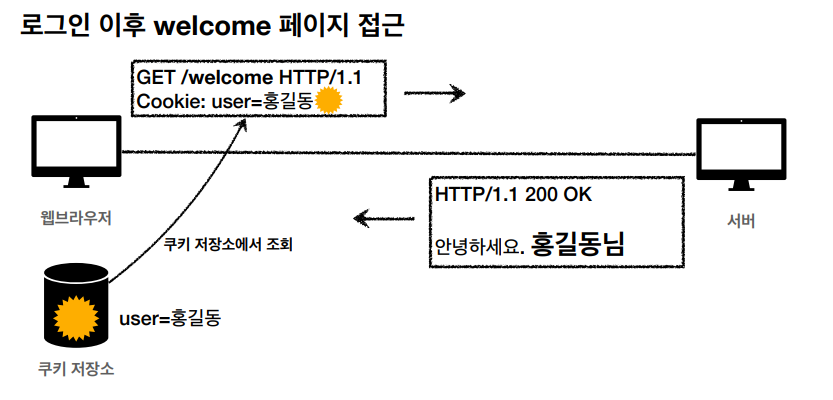 로그인 이후 welcome 페이지 접근
GET /welcome HTTP/1.1
Cookie: user=홍길동
HTTP/1.1 200 OK
안녕하세요. 홍길동님
웹브라우저
서버
쿠키 저장소에서 조회
user=홍길동
쿠키 저장소